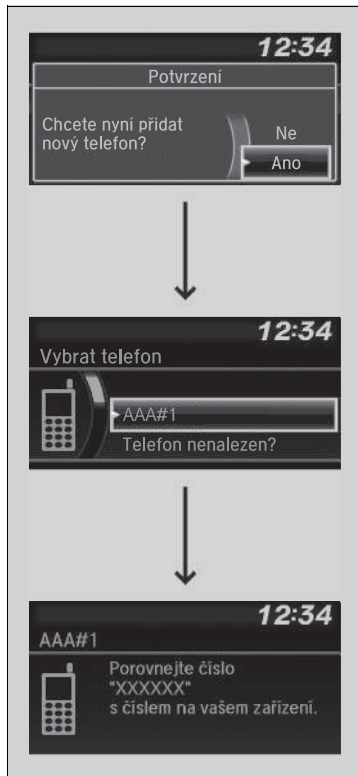 12:34
Potvrzení
Chcete nyní přidat
nový telefon?
Ne
Ano
12:34
Vybrat telefon
AAA#1
Telefon nenalezen?
12:34
AAA#1
Porovnejte číslo
"XXXXXX"
s číslem na vašem zařízení.